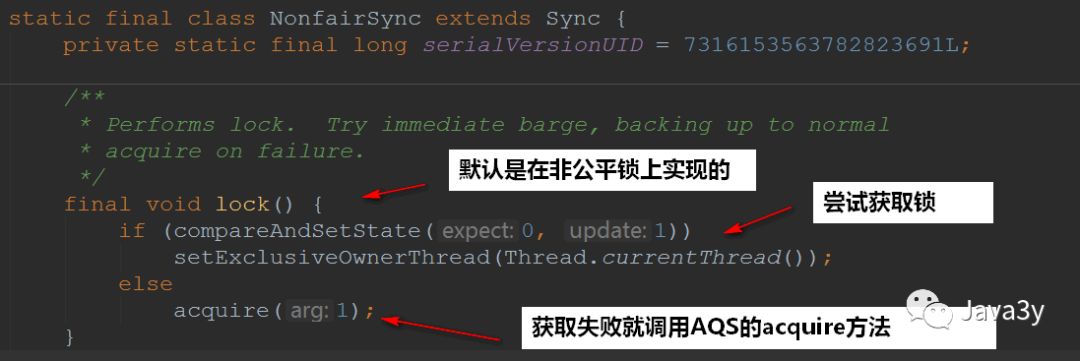 static final class NonfairSync extends Sync {
private static final long serialVersionUID = 7316153563782823691L;
/**
* Performs lock.  Try immediate barge, backing up to normal
* acquire on failure.
*/
默认是在非公平锁上实现的
final void lock() {
尝试获取锁
if (compareAndSetState( expect: 0,  update: 1))
setExclusiveOwnerThread(Thread.currentThread());
else
acquire( arg: 1);
获取失败就调用AQS的acquire方法
Java3y
}